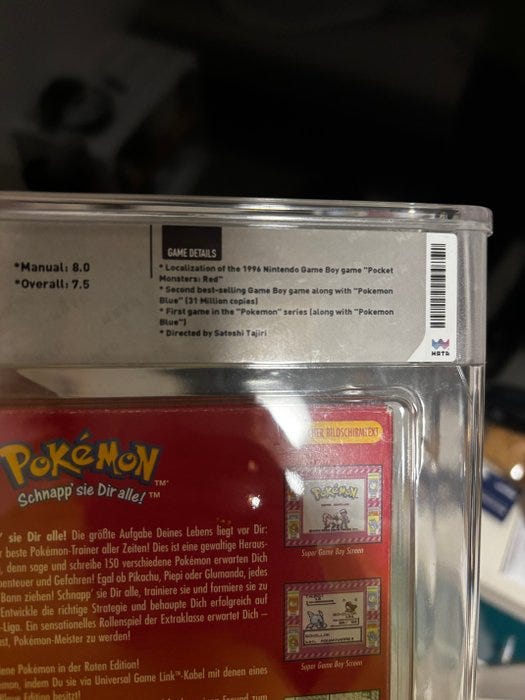 *Manual: 8.0
*Overall: 7.5
GAME DETAILS
* Localization of the 1996 Nintendo Game Boy game "Pocket
Monsters: Red"
* Second best-selling Game Boy game along with "Pokemon
Blue" (31 Million copies)
* First game in the "Pokemon" series (along with "Pokemon
Blue")
* Directed by Satoshi Tajiri
WATA
POKéMON™
Schnapp' sie Dir alle!™
CHER BILDSCHIRMTEXT
POKéMON
Super Game Boy Screen
' sie Dir alle! Die größte Aufgabe Deines Lebens liegt vor Dir:
beste Pokémon-Trainer aller Zeiten! Dies ist eine gewaltige Heraus-
, denn sage und schreibe 150 verschiedene Pokémon erwarten Dich
benteuer und Gefahren! Egal ob Pikachu, Piepi oder Glumanda, jedes
Bann ziehen! Schnapp' sie Dir alle, trainiere sie und formiere sie zu
Entwickle die richtige Strategie und behaupte Dich erfolgreich auf
-Liga. Ein sensationelles Rollenspiel der Extraklasse erwartet Dich –
st, Pokémon-Meister zu werden!
Super Game Boy Screen
ene Pokémon in der Roten Edition!
mon, indem Du sie via Universal Game Link™-Kabel mit denen eines
Edition besitzt!
Freund zum